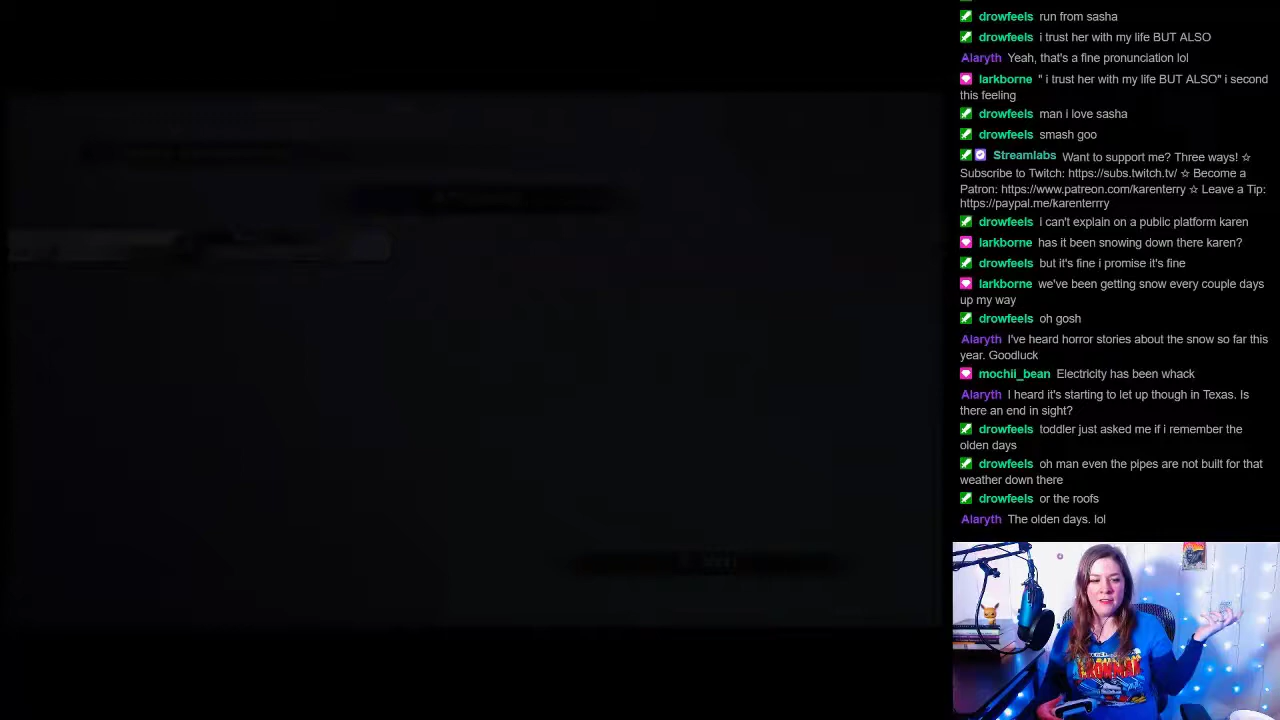 drowfeels run from sasha
drowfeels i trust her with my life BUT ALSO
Alaryth Yeah, that's a fine pronunciation lol
larkborne " i trust her with my life BUT ALSO" i second
this feeling
drowfeels man i love sasha
drowfeels smash goo
Streamlabs Want to support me? Three ways! ☆
Subscribe to Twitch: https://subs.twitch.tv/ ☆ Become a
Patron: https://www.patreon.com/karenterry ☆ Leave a Tip:
https://paypal.me/karenterrry
drowfeels i can't explain on a public platform karen
larkborne has it been snowing down there karen?
drowfeels but it's fine i promise it's fine
larkborne we've been getting snow every couple days
up my way
drowfeels oh gosh
Alaryth I've heard horror stories about the snow so far this
year. Goodluck
mochii_bean Electricity has been whack
Alaryth I heard it's starting to let up though in Texas. Is
there an end in sight?
drowfeels toddler just asked me if i remember the
olden days
drowfeels oh man even the pipes are not built for that
weather down there
drowfeels or the roofs
Alaryth The olden days. lol